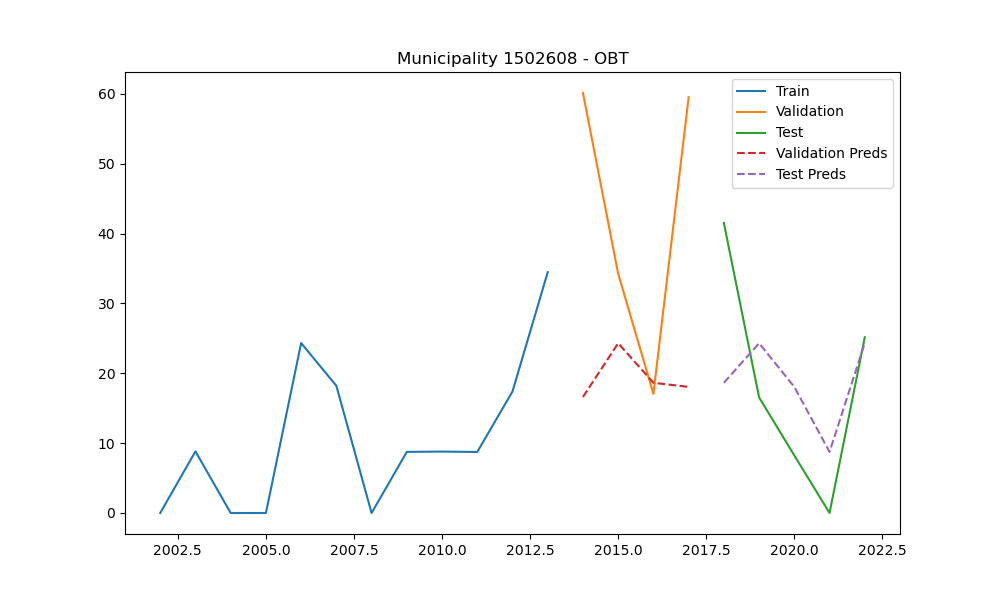 Municipality 1502608 - OBT
Train
Validation
Test
Validation Preds
Test Preds
60
50
40
30
20
10
0
2002.5 2005.0 2007.5 2010.0 2012.5 2015.0 2017.5 2020.0 2022.5